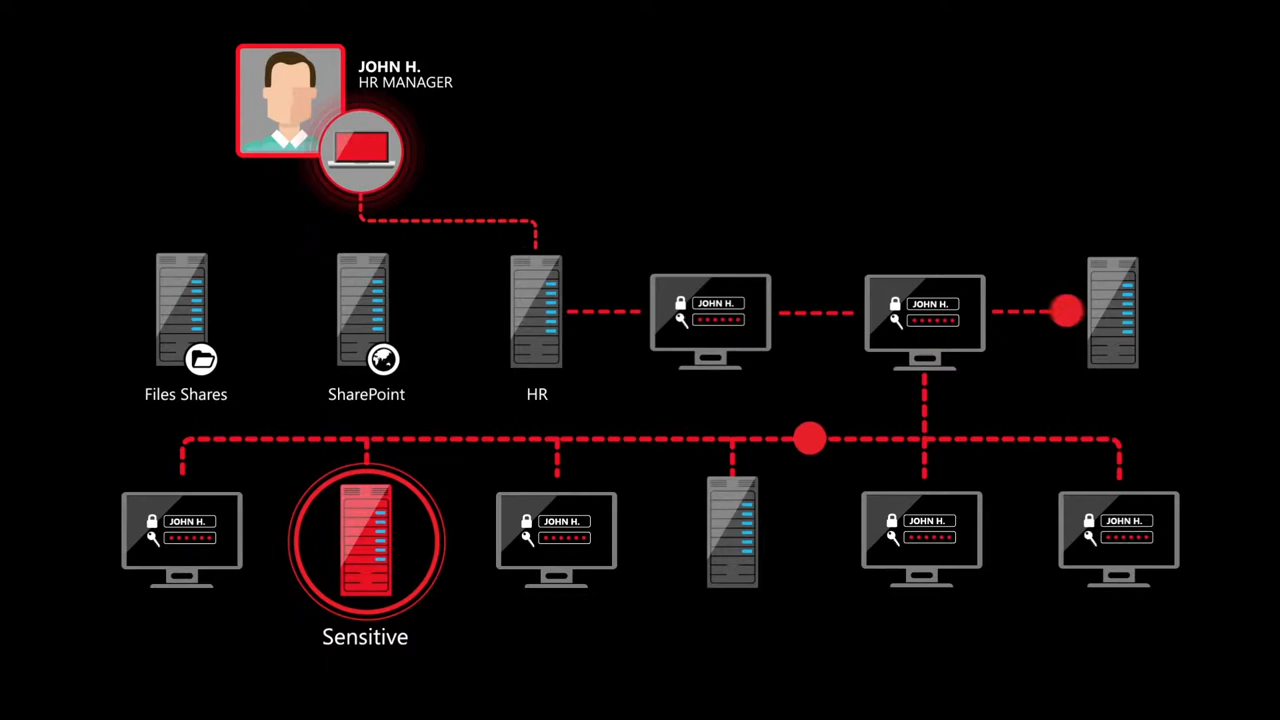 JOHN H.
HR MANAGER
JOHN H.
JOHN H.
Files Shares
SharePoint
HR
JOHN H.
JOHN H.
JOHN H.
JOHN H.
Sensitive